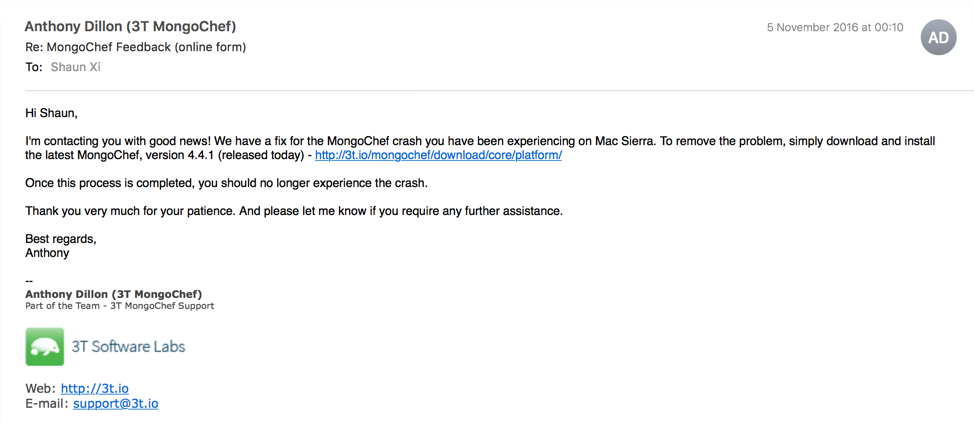 Anthony Dillon (3T MongoChef)
5 November 2016 at 00:10
AD
Re: MongoChef Feedback (online form)
To: Shaun Xi
Hi Shaun,
I'm contacting you with good news! We have a fix for the MongoChef crash you have been experiencing on Mac Sierra. To remove the problem, simply download and install
the latest MongoChef, version 4.4.1 (released today) - http://3t.io/mongochef/download/core/platform/
Once this process is completed, you should no longer experience the crash.
Thank you very much for your patience. And please let me know if you require any further assistance.
Best regards,
Anthony
--
Anthony Dillon (3T MongoChef)
Part of the Team - 3T MongoChef Support
3T Software Labs
Web: http://3t.io
E-mail: support@3t.io